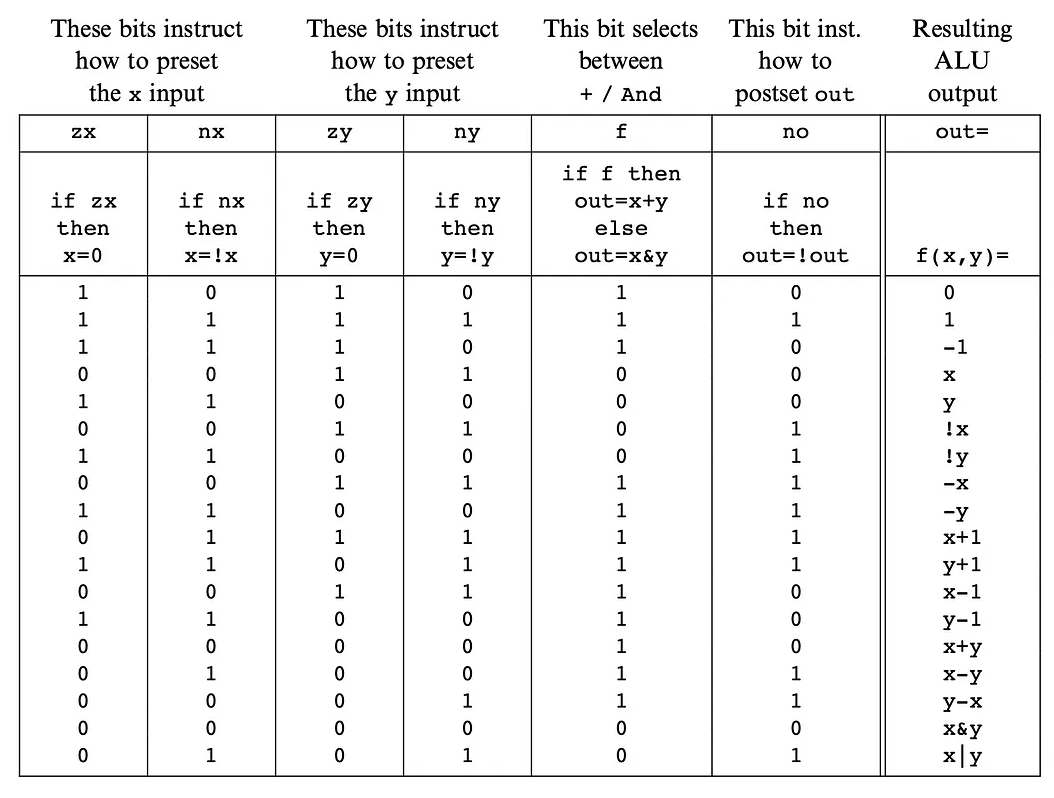 These bits instruct These bits instruct This bit selects This bit inst. Resulting
how to preset how to preset between how to ALU
the x input the y input + / And postset out output
zx nx zy ny f no out=
if f then
if zx if nx if zy if ny out=x+y if no
then then then then else then
x=0 x=!x y=0 y=!y out=x&y out=!out f(x,y)=
1 0 1 0 1 0 0
1 1 1 1 1 1 1
1 1 1 0 1 0 -1
0 0 1 1 0 0 x
1 1 0 0 0 0 y
0 0 1 1 0 1 !x
1 1 0 0 0 1 !y
0 0 1 1 1 1 -x
1 1 0 0 1 1 -y
0 1 1 1 1 1 x+1
1 1 0 1 1 1 y+1
0 0 1 1 1 0 x-1
1 1 0 0 1 0 y-1
0 0 0 0 1 0 x+y
0 1 0 0 1 1 x-y
0 0 0 1 1 1 y-x
0 0 0 0 0 0 x&y
0 1 0 1 0 1 x|y